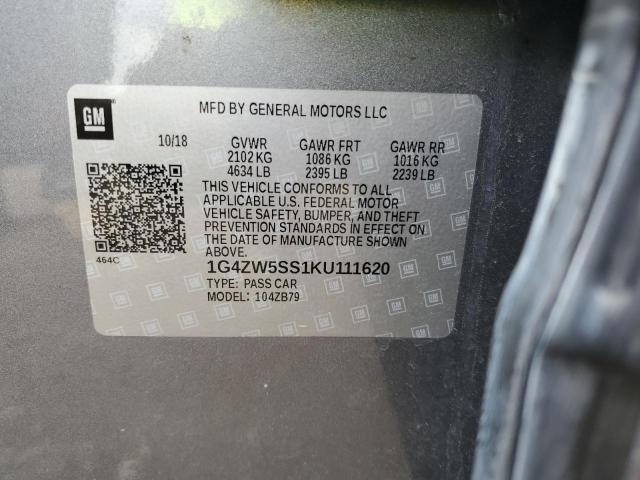 GM
MFD BY GENERAL MOTORS LLC
10/18 GVWR GAWR FRT GAWR RR
2102 KG 1086 KG 1016 KG
4634 LB 2395 LB 2239 LB
THIS VEHICLE CONFORMS TO ALL
APPLICABLE U.S. FEDERAL MOTOR
VEHICLE SAFETY, BUMPER, AND THEFT
PREVENTION STANDARDS IN EFFECT ON
THE DATE OF MANUFACTURE SHOWN
ABOVE.
464C
1G4ZW5SS1KU111620
TYPE: PASS CAR
MODEL: 104ZB79